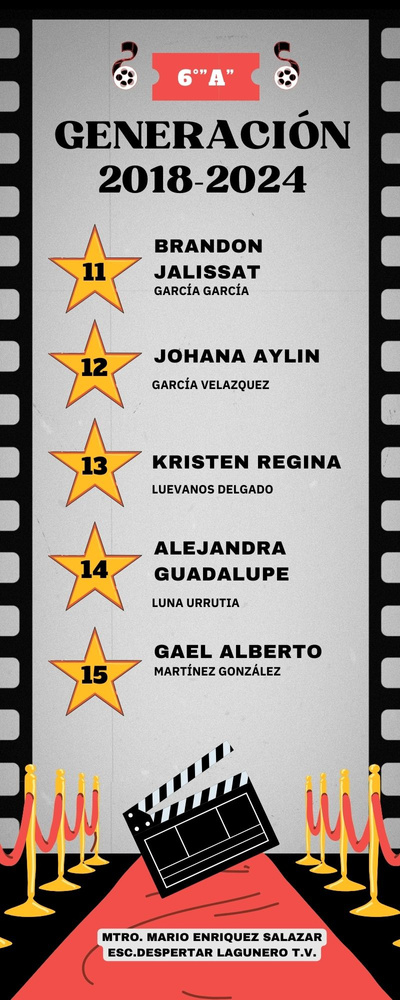 6°"A"
GENERACIÓN
2018-2024
11
BRANDON
JALISSAT
GARCÍA GARCÍA
12
JOHANA AYLIN
GARCÍA VELAZQUEZ
13
KRISTEN REGINA
LUEVANOS DELGADO
14
ALEJANDRA
GUADALUPE
LUNA URRUTIA
15
GAEL ALBERTO
MARTÍNEZ GONZÁLEZ
MTRO. MARIO ENRIQUEZ SALAZAR
ESC.DESPERTAR LAGUNERO T.V.